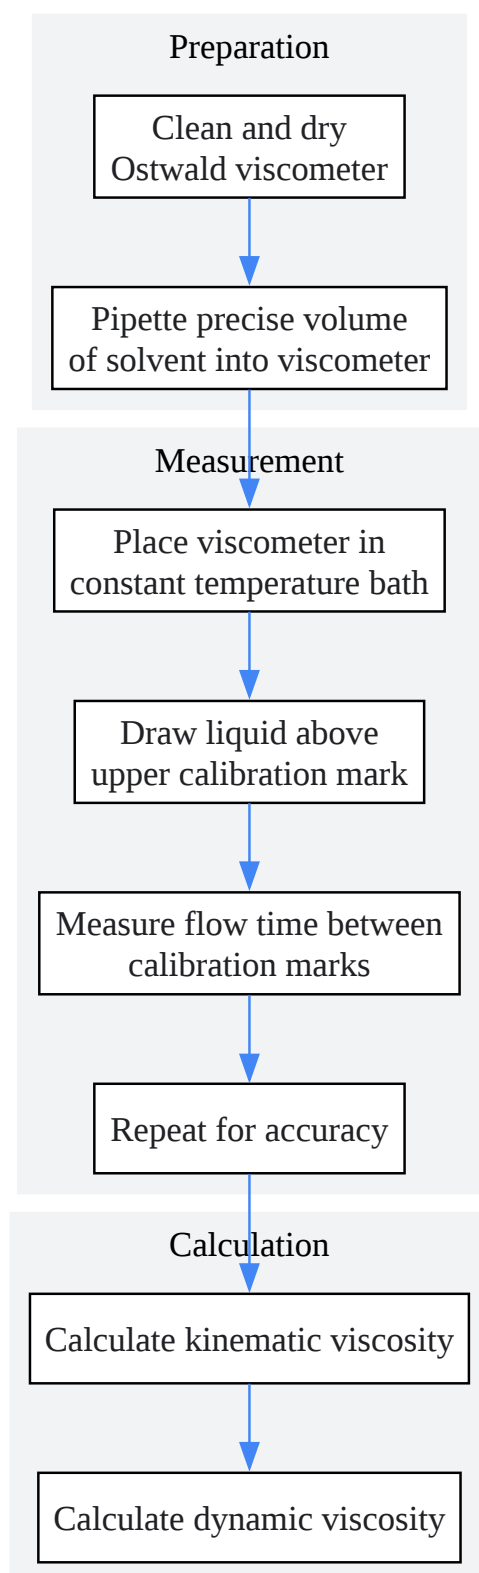 Preparation
Clean and dry
Ostwald viscometer
Pipette precise volume
of solvent into viscometer
Measurement
Place viscometer in
constant temperature bath
Draw liquid above
upper calibration mark
Measure flow time between
calibration marks
Repeat for accuracy
Calculation
Calculate kinematic viscosity
Calculate dynamic viscosity